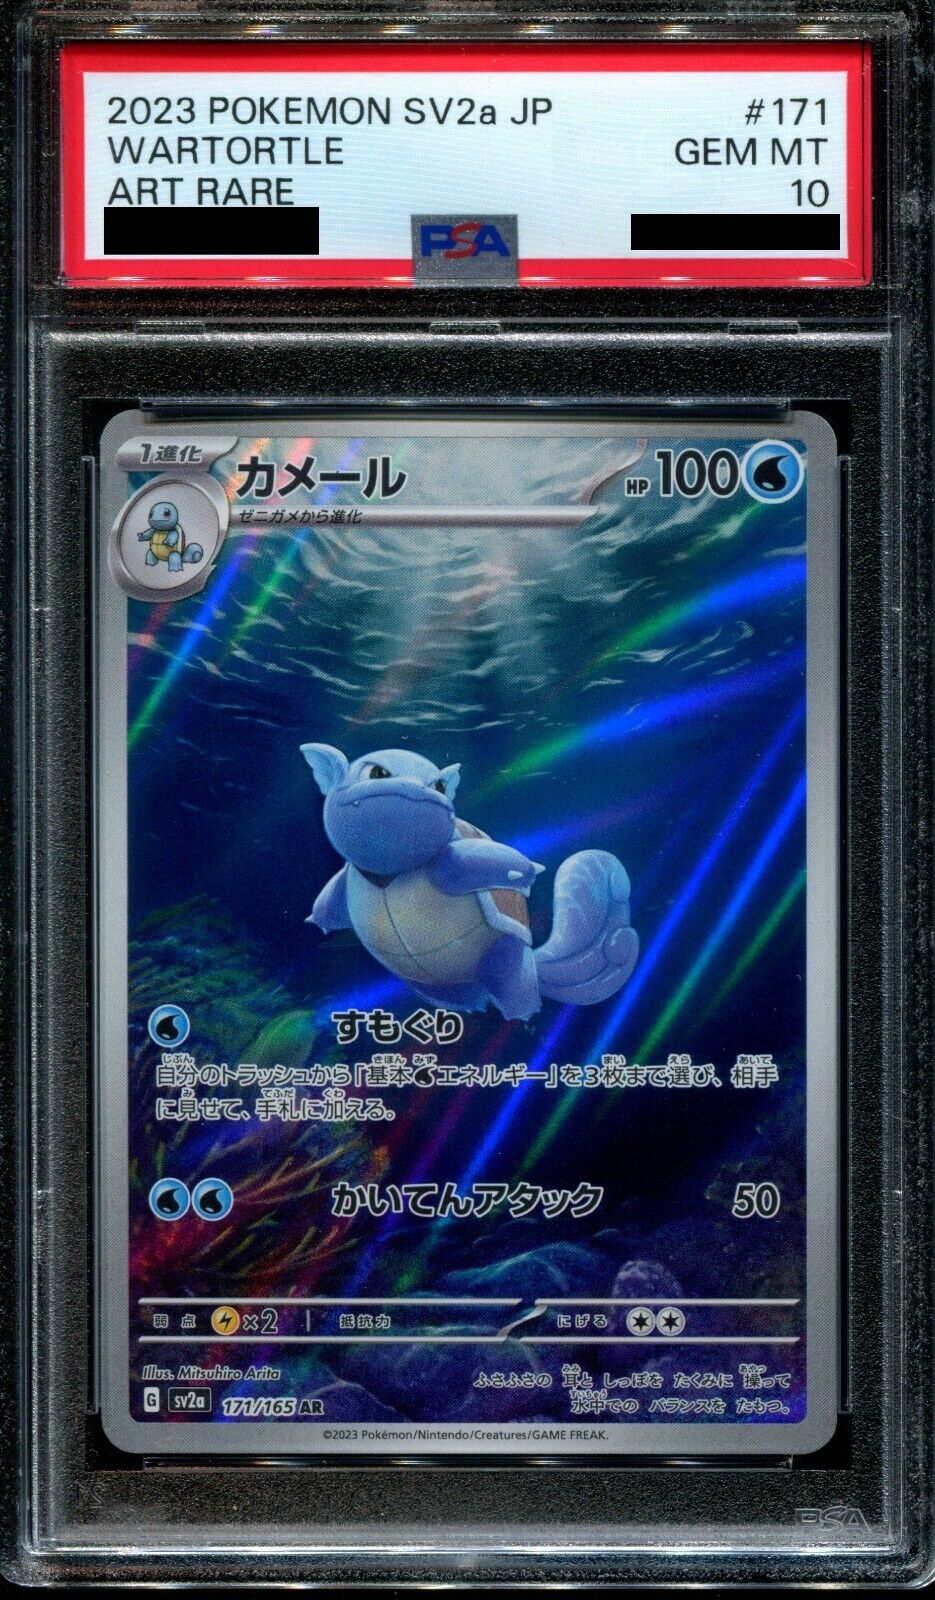 2023 POKEMON SV2a JP #171
WARTORTLE GEM MT
ART RARE 10
PSA
1進化 カメール HP 100
ゼニガメから進化
すもぐり
自分のトラッシュから「基本エネルギー」を3枚まで選び、相手
に見せて、手札に加える。
かいてんアタック 50
弱点 ×2 抵抗力 にげる
Illus. Mitsuhiro Arita
ふさふさの 耳と しっぽを たくみに 操って
水中での バランスを たもつ。
G sv2a 171/165 AR
©2023 Pokémon/Nintendo/Creatures/GAME FREAK.
PSA